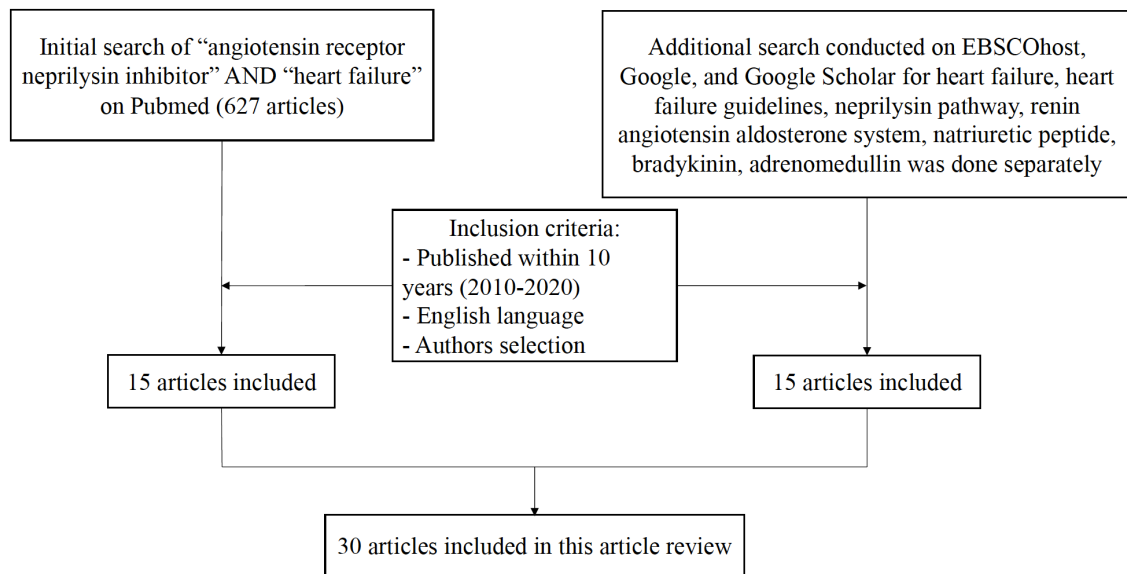 Initial search of “angiotensin receptor
neprilysin inhibitor” AND “heart failure”
on Pubmed (627 articles)
Additional search conducted on EBSCOhost,
Google, and Google Scholar for heart failure, heart
failure guidelines, neprilysin pathway, renin
angiotensin aldosterone system, natriuretic peptide,
bradykinin, adrenomedullin was done separately
Inclusion criteria:
- Published within 10
years (2010-2020)
- English language
- Authors selection
15 articles included
15 articles included
30 articles included in this article review